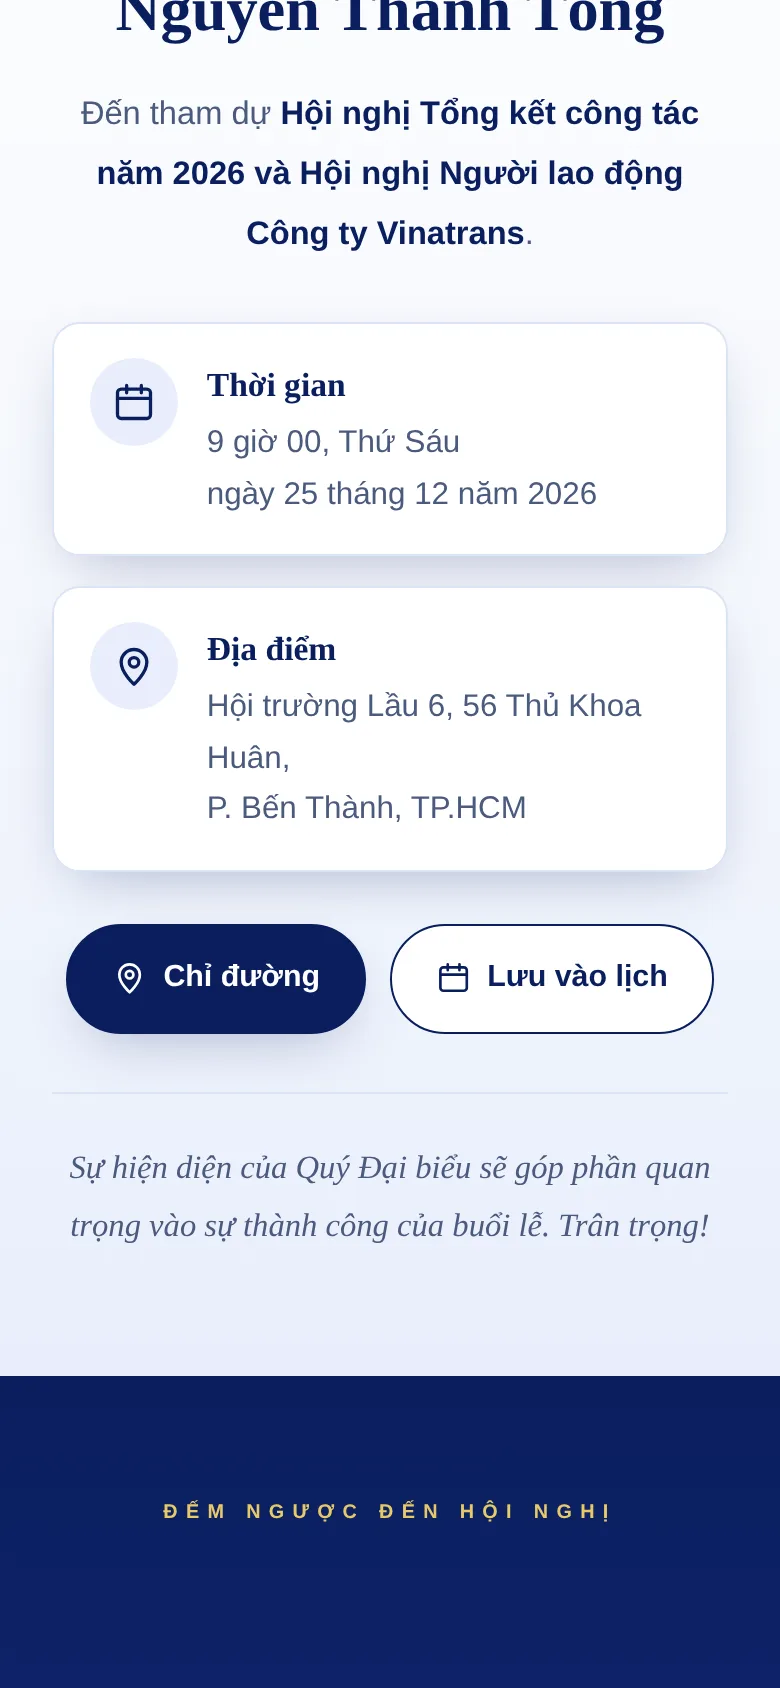 Nguyễn Thanh Tòng
Đến tham dự Hội nghị Tổng kết công tác
năm 2026 và Hội nghị Người lao động
Công ty Vinatrans.
Thời gian
9 giờ 00, Thứ Sáu
ngày 25 tháng 12 năm 2026
Địa điểm
Hội trường Lầu 6, 56 Thủ Khoa
Huân,
P. Bến Thành, TP.HCM
Chỉ đường
Lưu vào lịch
Sự hiện diện của Quý Đại biểu sẽ góp phần quan
trọng vào sự thành công của buổi lễ. Trân trọng!
ĐẾM NGƯỢC ĐẾN HỘI NGHỊ